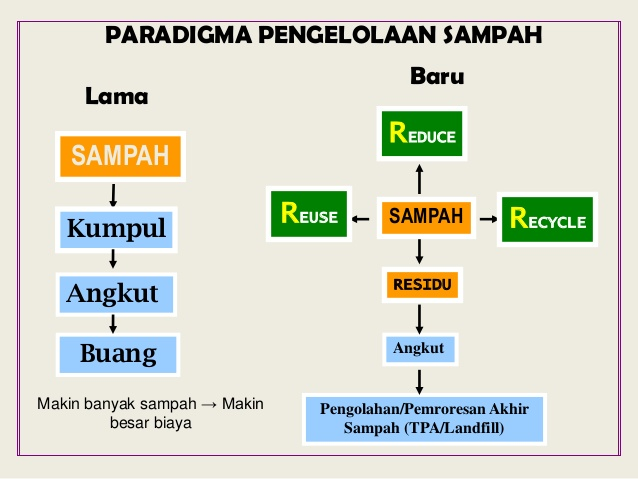 PARADIGMA PENGELOLAAN SAMPAH
Lama
SAMPAH
Kumpul
Angkut
Buang
Makin banyak sampah → Makin
besar biaya
Baru
REDUCE
REUSE
SAMPAH
RECYCLE
RESIDU
Angkut
Pengolahan/Pemroresan Akhir
Sampah (TPA/Landfill)